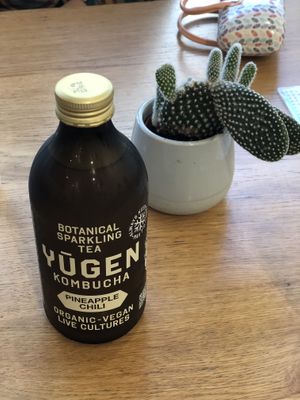 BOTANICAL
SPARKLING
TEA
YŪGEN
KOMBUCHA
PINEAPPLE
CHILI
ORGANIC-VEGAN
LIVE CULTURES